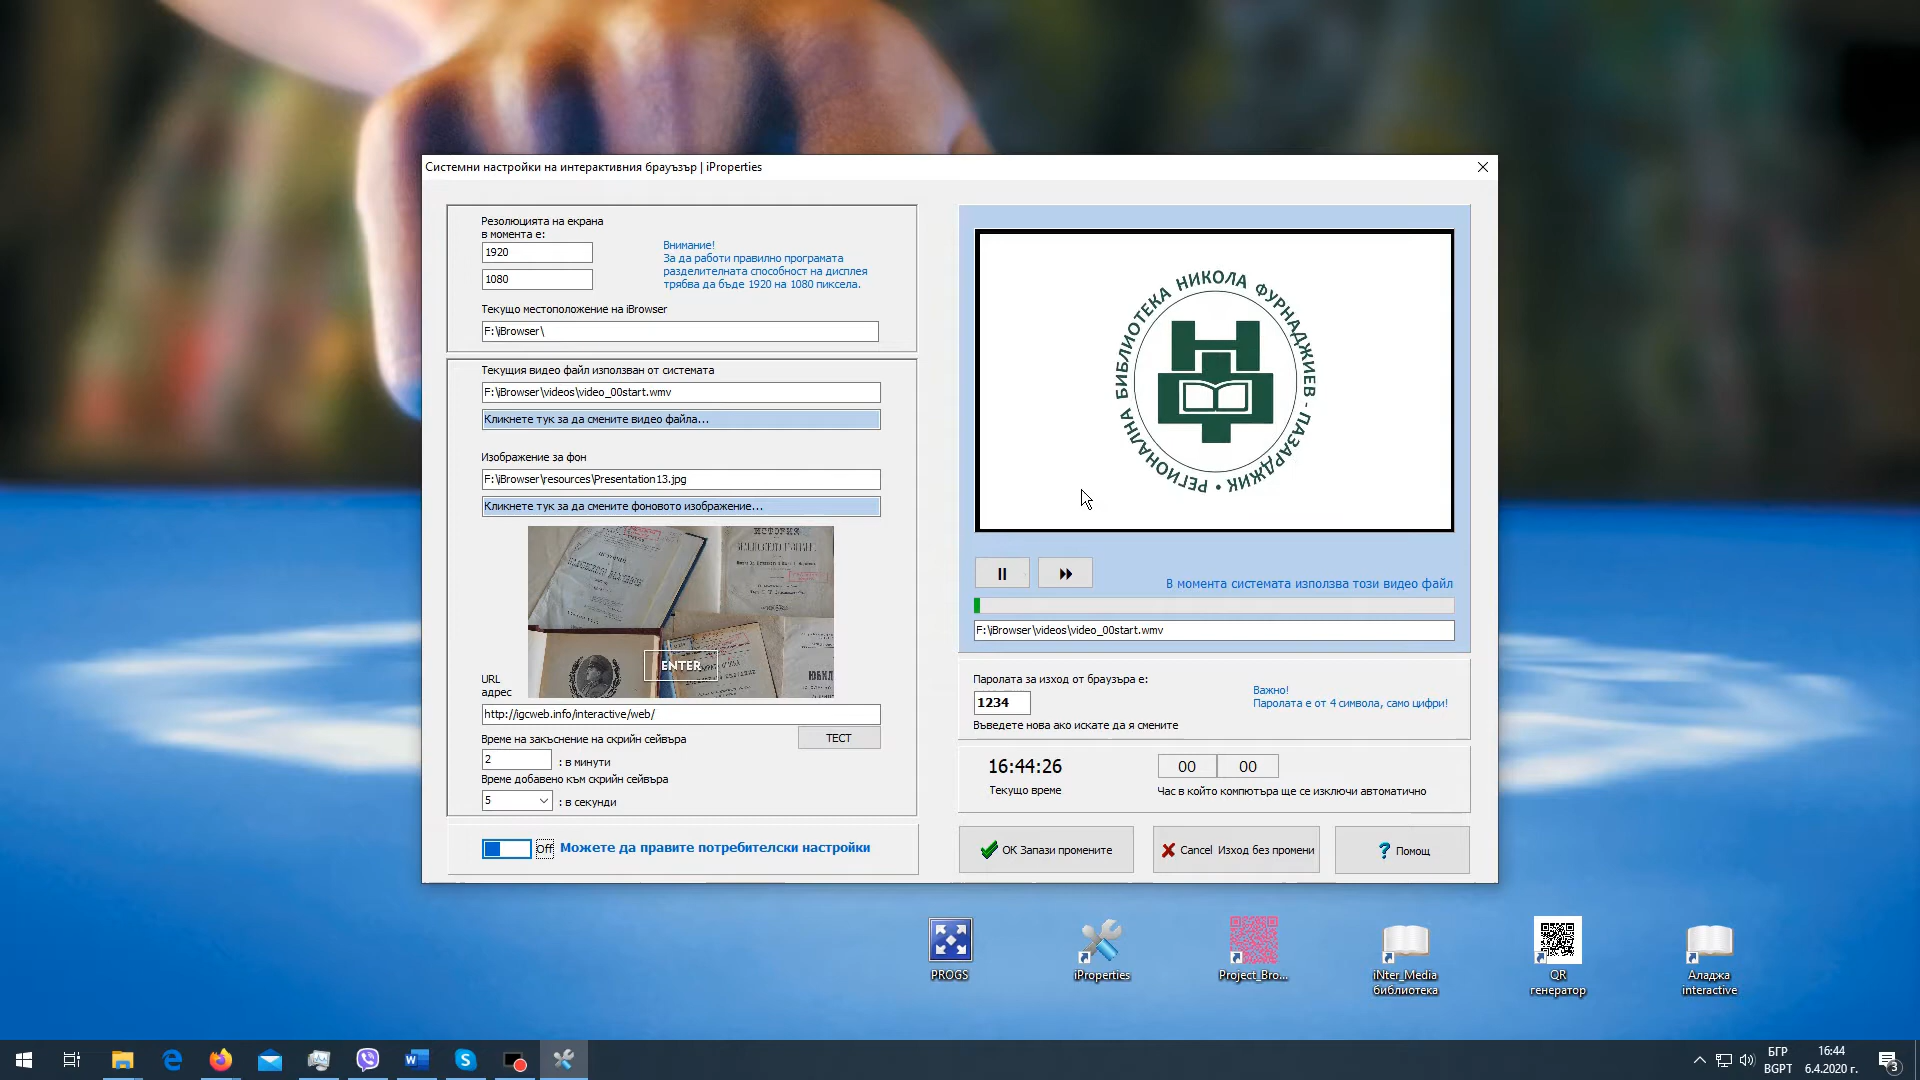 Системни настройки на интерактивния брауъзър | iProperties
Резолюцията на екрана
в момента е:
1920
1080
Внимание!
За да работи правилно програмата
разделителната способност на дисплея
трябва да бъде 1920 на 1080 пиксела.
Текущо местоположение на iBrowser
F:\iBrowser\
Текущия видео файл използван от системата
F:\iBrowser\videos\video_00start.wmv
Кликнете тук за да смените видео файла...
Изображение за фон
F:\iBrowser\resources\Presentation13.jpg
Кликнете тук за да смените фоновото изображение...
ИСТОРИЯ
ENTER
URL
адрес
http://igcweb.info/interactive/web/
Време на закъснение на скрийн сейвъра
ТЕСТ
2
: в минути
Време добавено към скрийн сейвъра
5
: в секунди
Off
Можете да правите потребителски настройки
РЕГИОНАЛНА БИБЛИОТЕКА НИКОЛА ФУРНАДЖИЕВ - ПАЗАРДЖИК •
В момента системата използва този видео файл
F:\iBrowser\videos\video_00start.wmv
Паролата за изход от браузъра е:
1234
Въведете нова ако искате да я смените
Важно!
Паролата е от 4 символа, само цифри!
16:44:26
Текущо време
00
00
Час в който компютъра ще се изключи автоматично
ОК Запази промените
Cancel Изход без промени
? Помощ
PROGS
iProperties
Project_Bro...
iNter_Media
библиотека
QR
генератор
Аладжа
interactive
БГР
BGPT
16:44
6.4.2020 г.
3